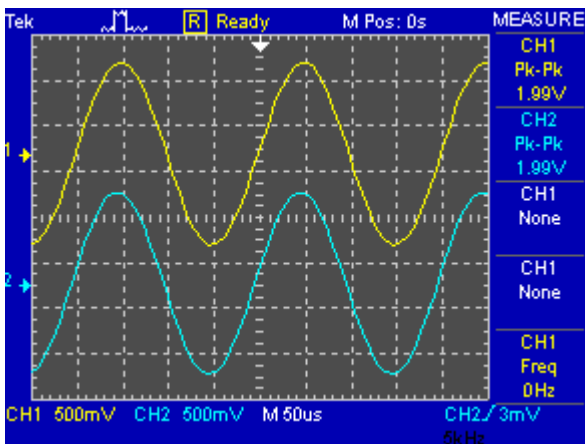 Tek R Ready M Pos: 0s MEASURE
CH1
Pk-Pk
1.99V
CH2
Pk-Pk
1.99V
CH1
None
CH1
None
CH1
Freq
0Hz
1
2
CH1 500mV CH2 500mV M 50us CH2 / 3mV
5kHz